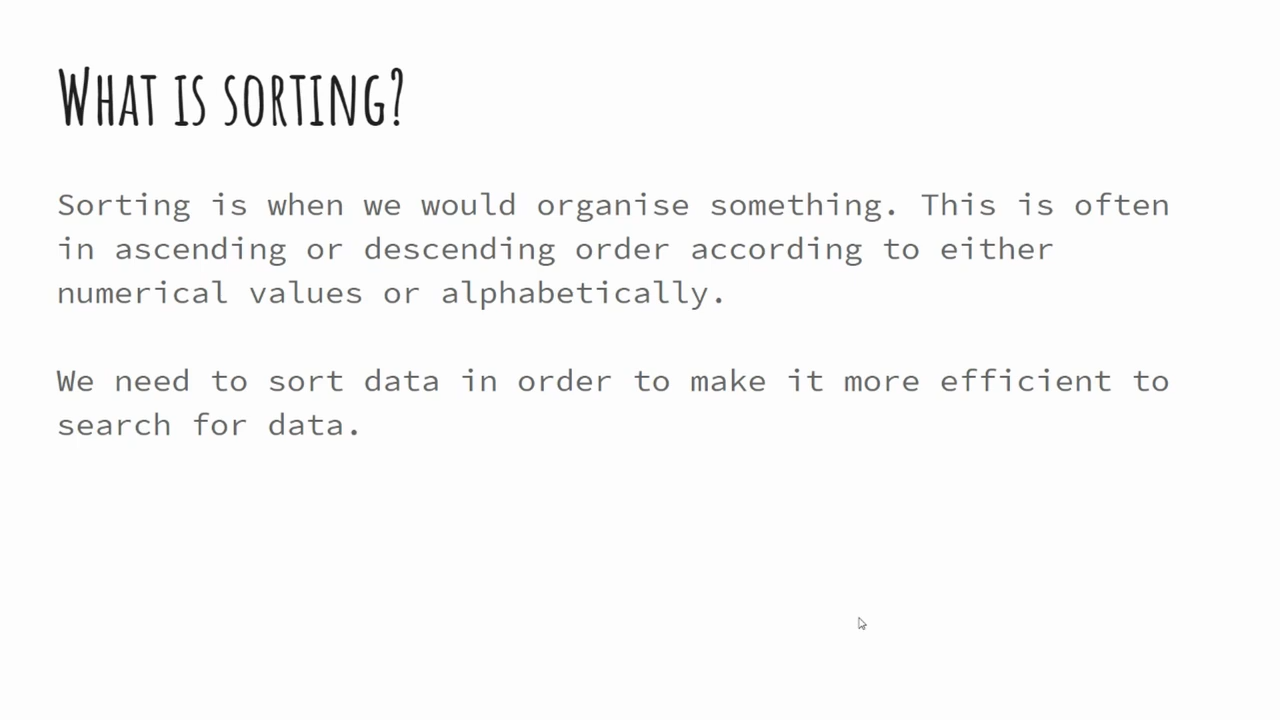 What is sorting?
Sorting is when we would organise something. This is often
in ascending or descending order according to either
numerical values or alphabetically.
We need to sort data in order to make it more efficient to
search for data.